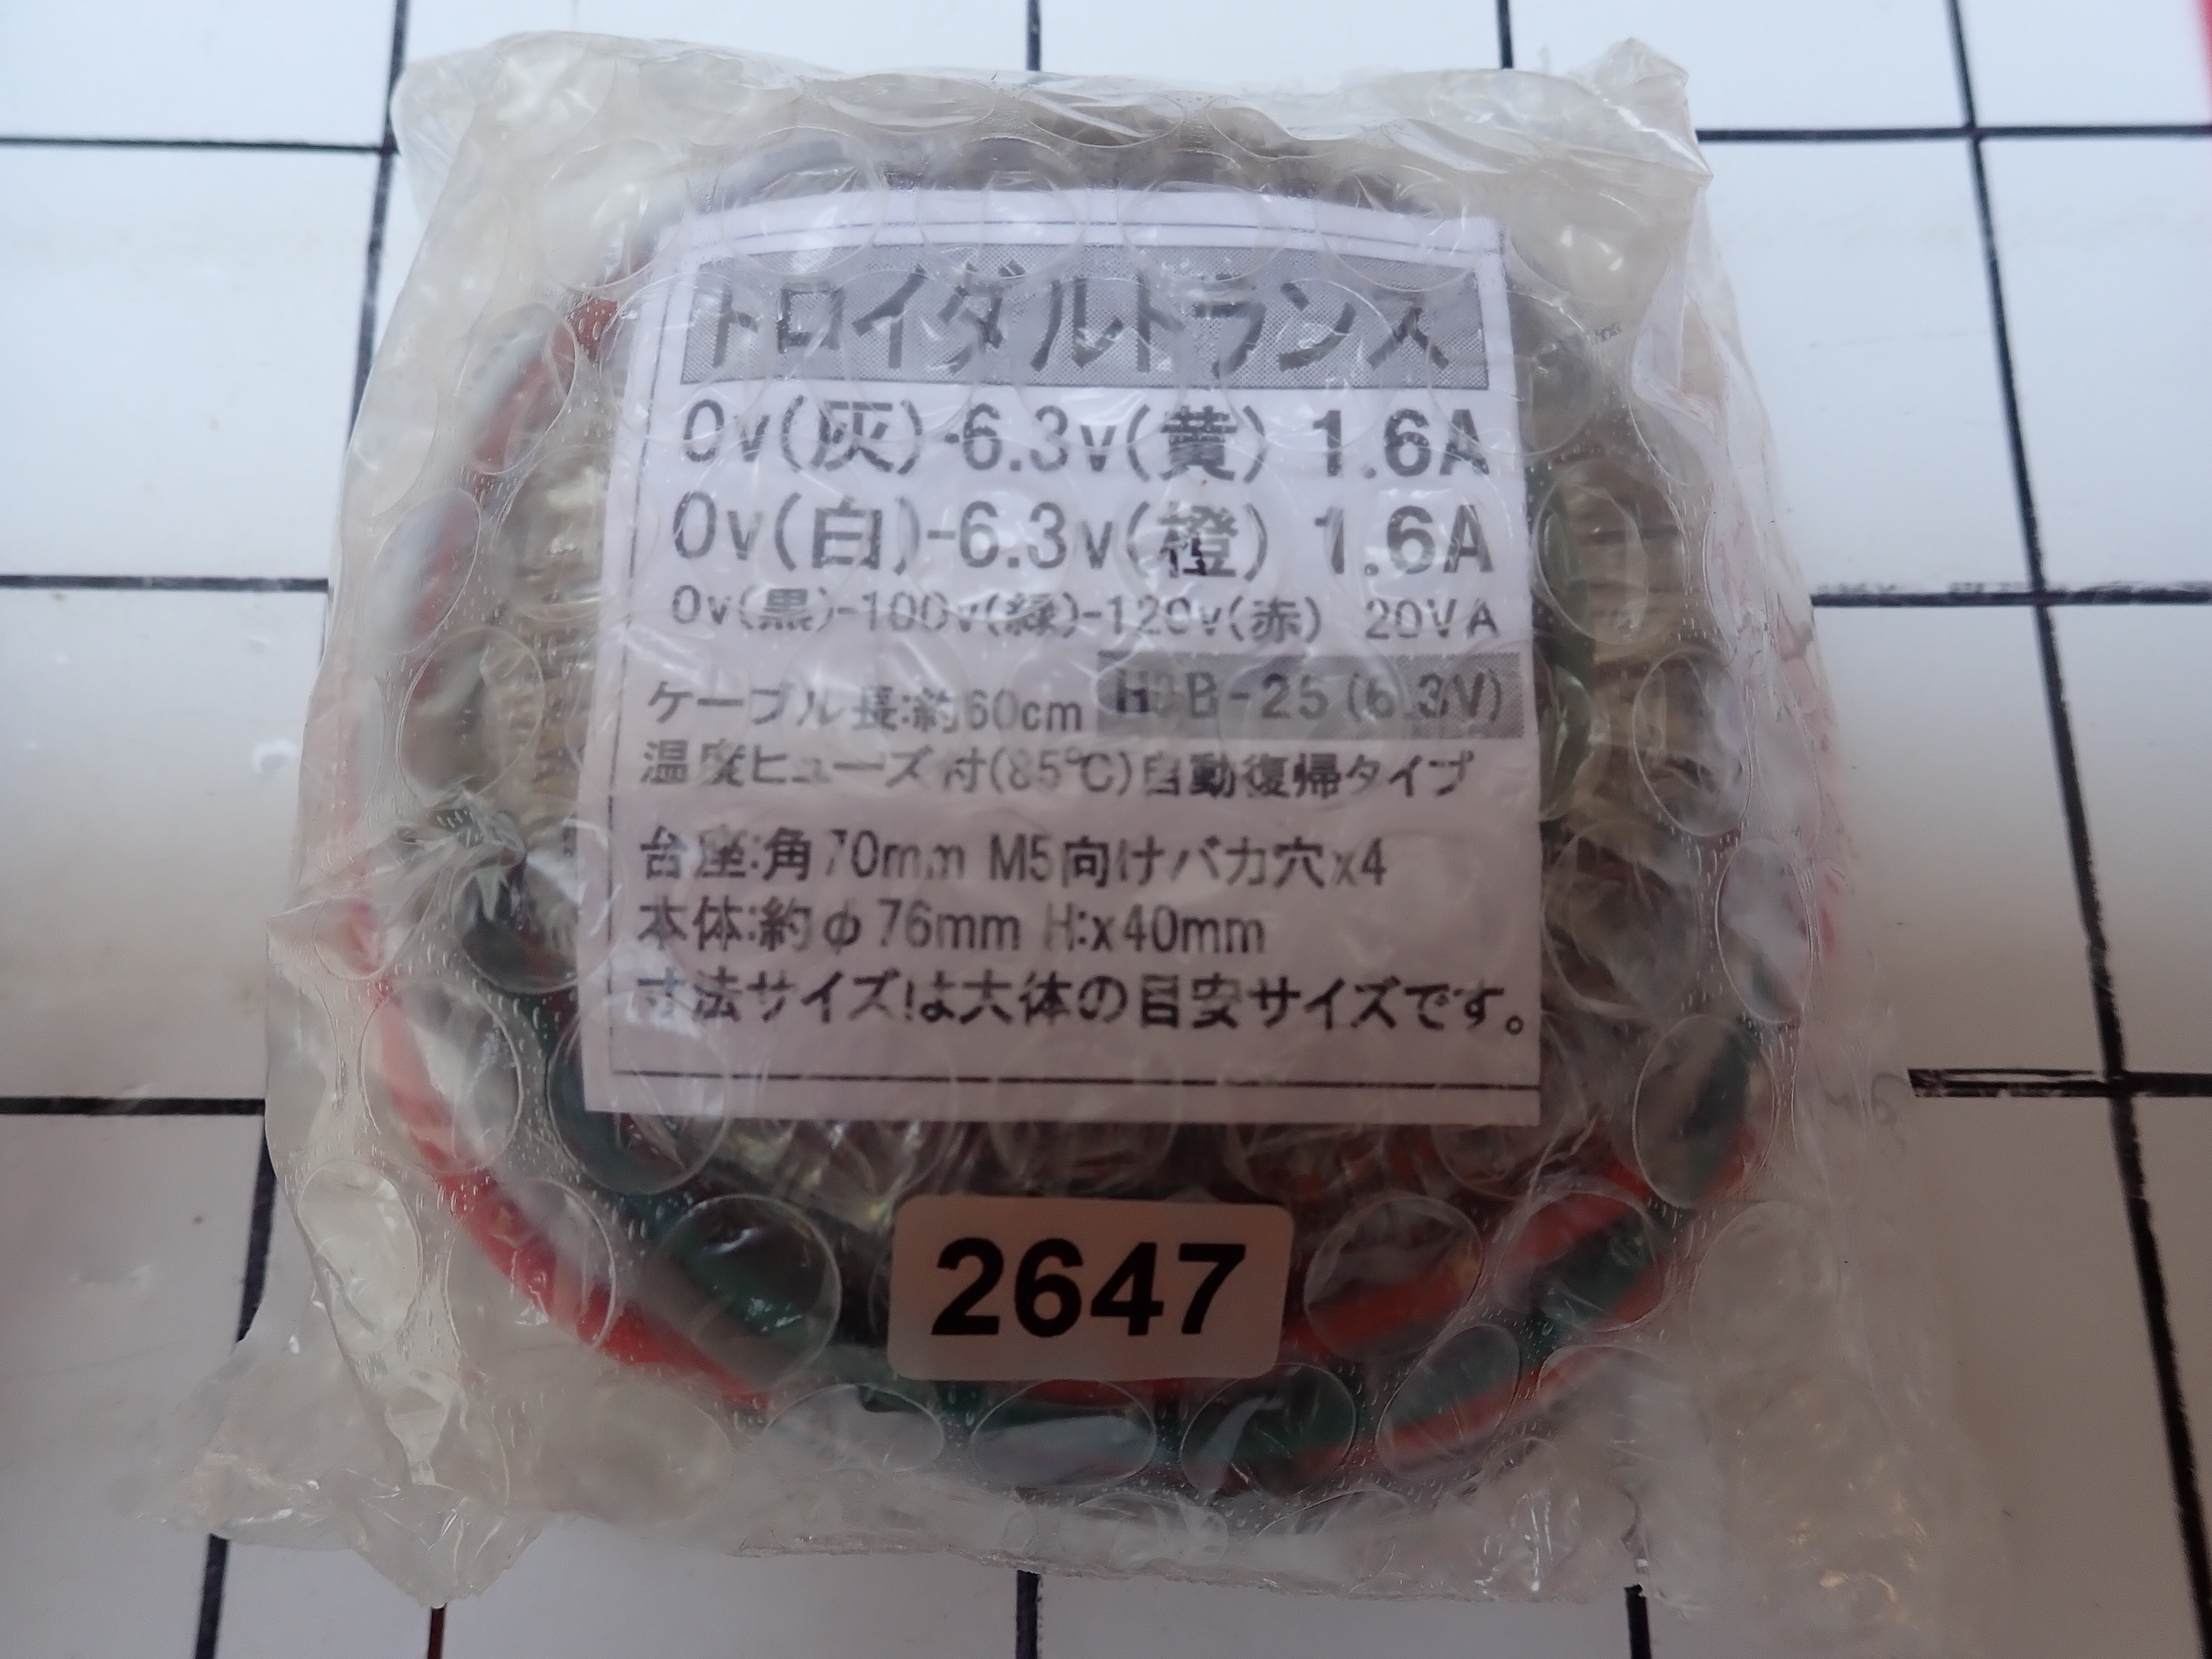 トロイダルトランス
0v(灰)-6.3v(黄) 1.6A
0v(白)-6.3v(橙) 1.6A
0v(黒)-100v(緑)-120v(赤) 20VA
ケーブル長:約60cm
-25(6.3V)
温度ヒューズ付(85℃)自動復帰タイプ
台座:角70mm M5向けバカ穴x4
本体:約φ76mm H:x40mm
寸法サイズは大体の目安サイズです。
2647